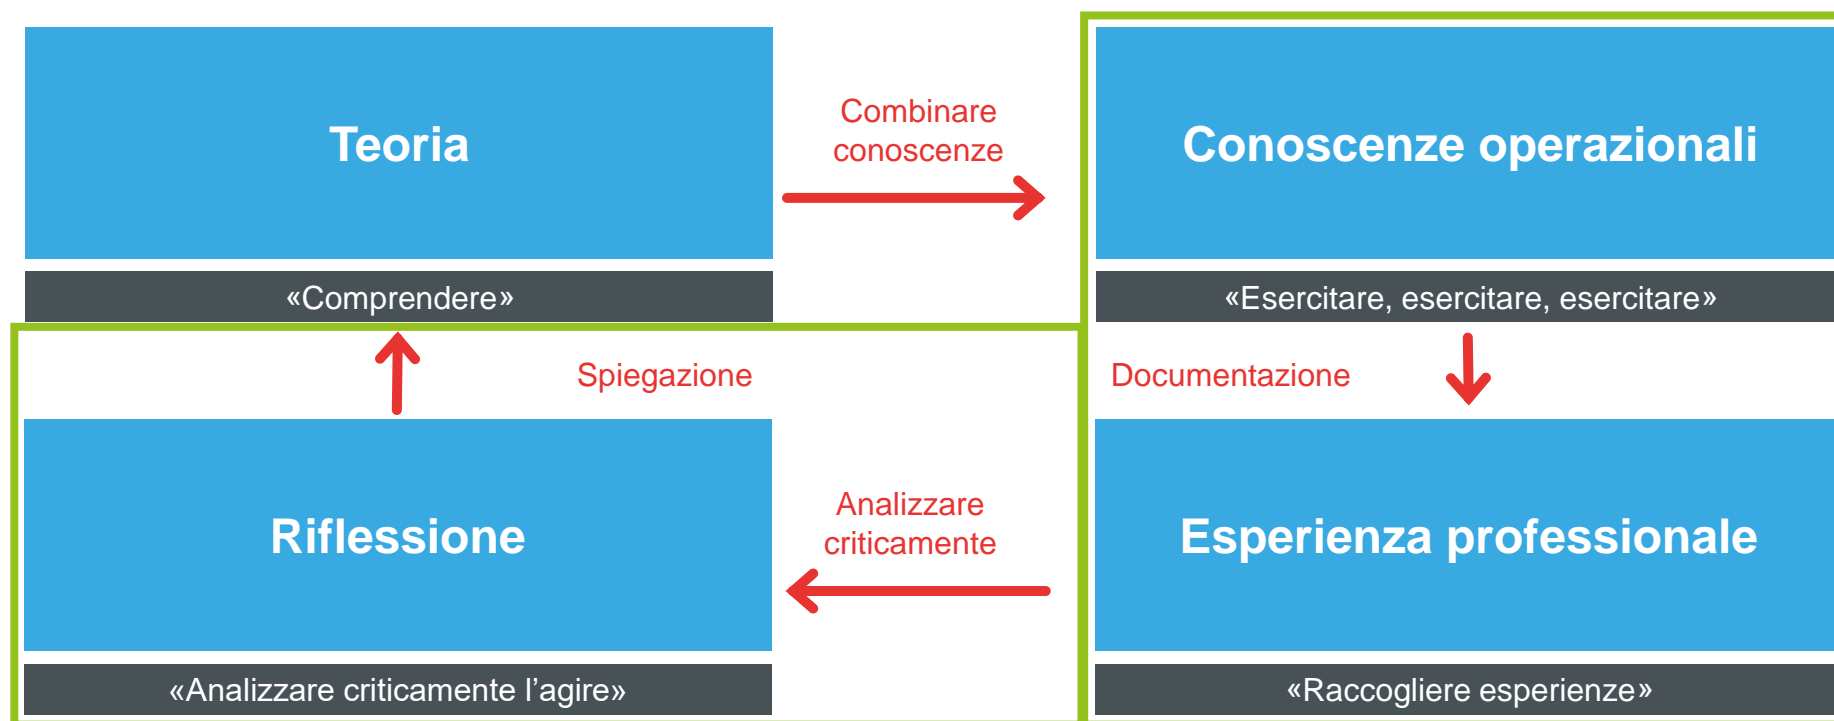 Teoria
Combinare
conoscenze
Conoscenze operazionali
«Comprendere»
«Esercitare, esercitare, esercitare»
Spiegazione
Documentazione
Riflessione
Analizzare
criticamente
Esperienza professionale
«Analizzare criticamente l’agire»
«Raccogliere esperienze»